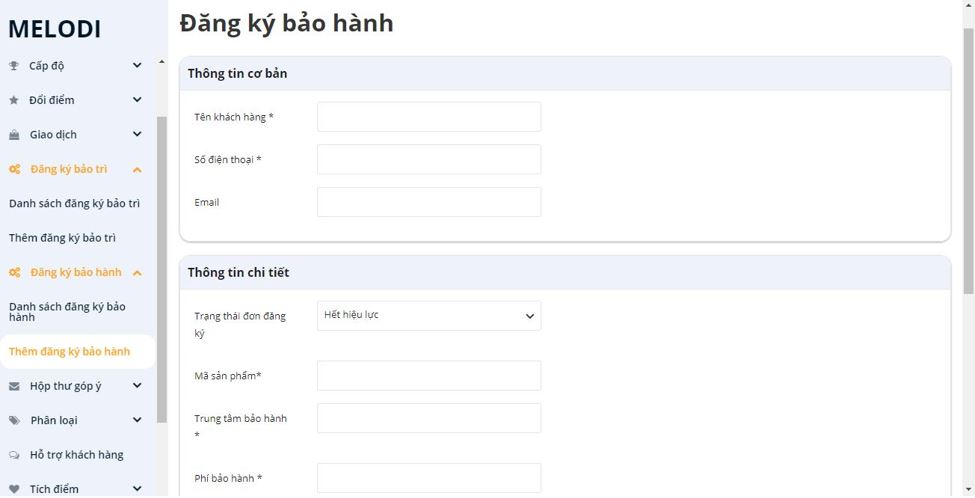 MELODI
Cấp độ
Đổi điểm
Giao dịch
Đăng ký bảo trì
Danh sách đăng ký bảo trì
Thêm đăng ký bảo trì
Đăng ký bảo hành
Danh sách đăng ký bảo
hành
Thêm đăng ký bảo hành
Hộp thư góp ý
Phân loại
Hỗ trợ khách hàng
Tích điểm
Đăng ký bảo hành
Thông tin cơ bản
Tên khách hàng *
Số điện thoại *
Email
Thông tin chi tiết
Trạng thái đơn đăng
ký
Hết hiệu lực
Mã sản phẩm*
Trung tâm bảo hành
*
Phí bảo hành *